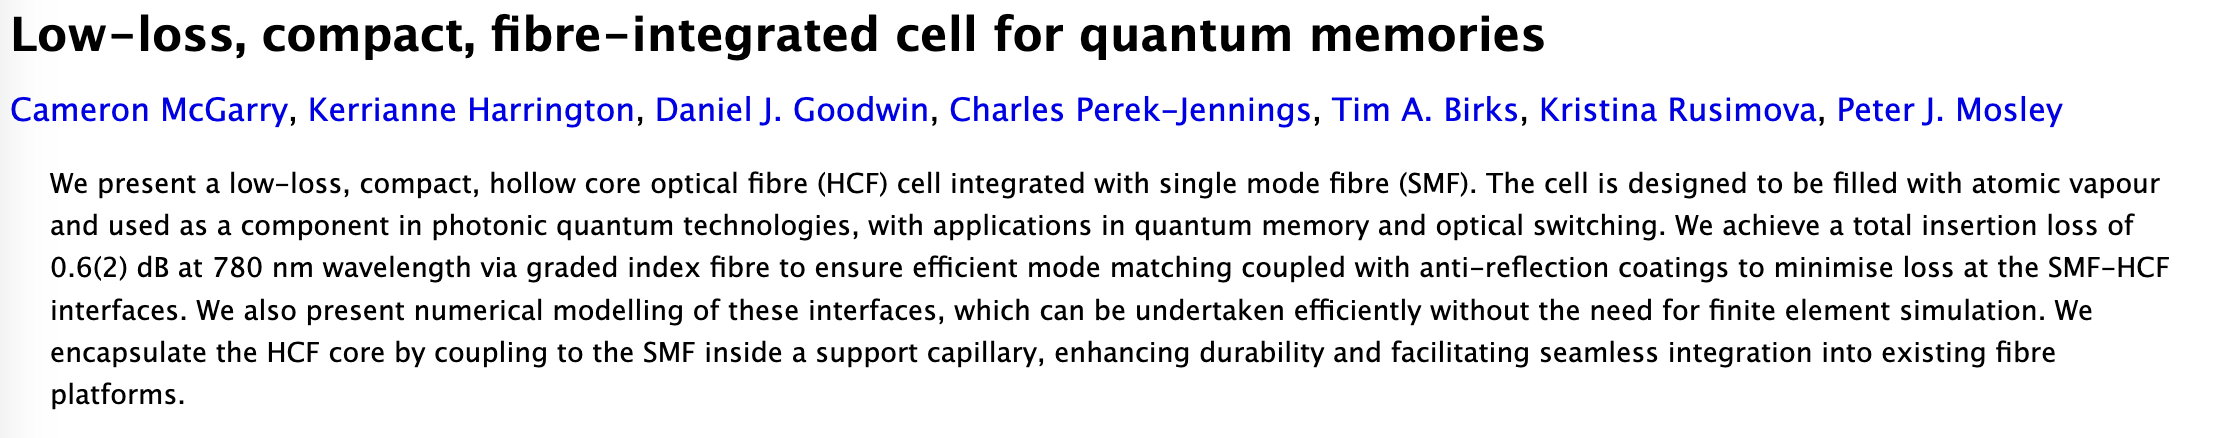 Low-loss, compact, fibre-integrated cell for quantum memories
Cameron McGarry, Kerrianne Harrington, Daniel J. Goodwin, Charles Perek-Jennings, Tim A. Birks, Kristina Rusimova, Peter J. Mosley
We present a low-loss, compact, hollow core optical fibre (HCF) cell integrated with single mode fibre (SMF). The cell is designed to be filled with atomic vapour
and used as a component in photonic quantum technologies, with applications in quantum memory and optical switching. We achieve a total insertion loss of
0.6(2) dB at 780 nm wavelength via graded index fibre to ensure efficient mode matching coupled with anti-reflection coatings to minimise loss at the SMF-HCF
interfaces. We also present numerical modelling of these interfaces, which can be undertaken efficiently without the need for finite element simulation. We
encapsulate the HCF core by coupling to the SMF inside a support capillary, enhancing durability and facilitating seamless integration into existing fibre
platforms.